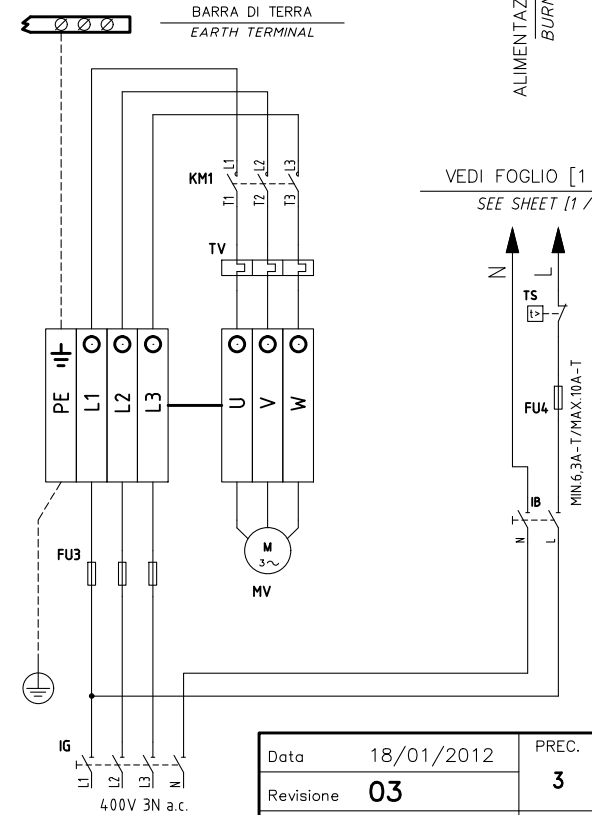 BARRA DI TERRA
EARTH TERMINAL
ALIMENTAZ
BURN
VEDI FOGLIO [1
SEE SHEET [1 /
KM1
L1
L2
L3
T1
T2
T3
TV
N
L
TS
t>
PE
L1
L2
L3
U
V
W
FU4
MIN.6,3A-T/MAX.10A-T
IB
N
L
M
3~
MV
FU3
IG
L1
L2
L3
N
400V 3N a.c.
Data 18/01/2012
PREC.
Revisione 03
3